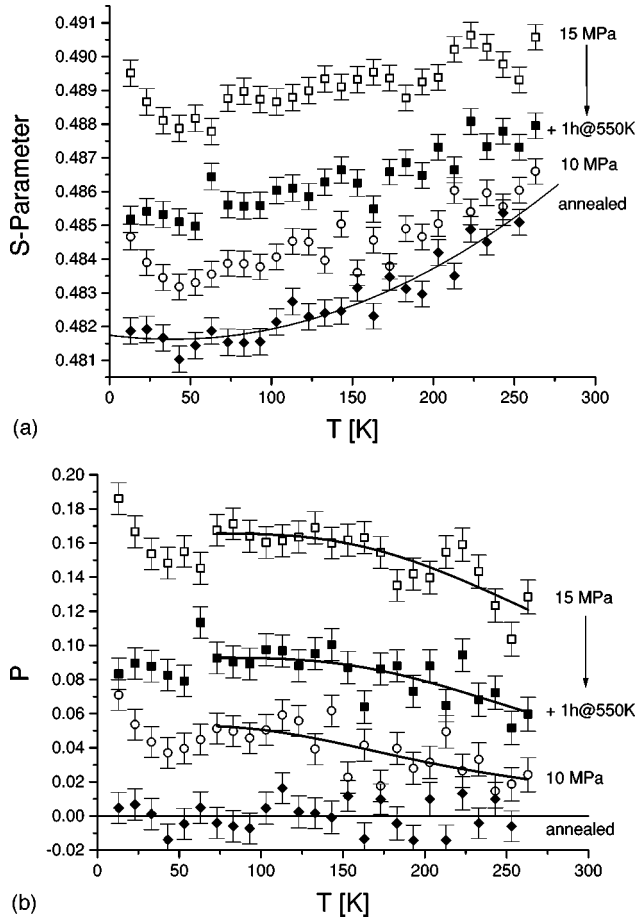 0.491
0.490
0.489
0.488
0.487
0.486
0.485
0.484
0.483
0.482
0.481
S-Parameter
15 MPa
+ 1h@550K
10 MPa
annealed
0 50 100 150 200 250 300
(a) T [K]
0.20
0.18
0.16
0.14
0.12
0.10
0.08
0.06
0.04
0.02
0.00
-0.02
P
15 MPa
+ 1h@550K
10 MPa
annealed
0 50 100 150 200 250 300
(b) T [K]